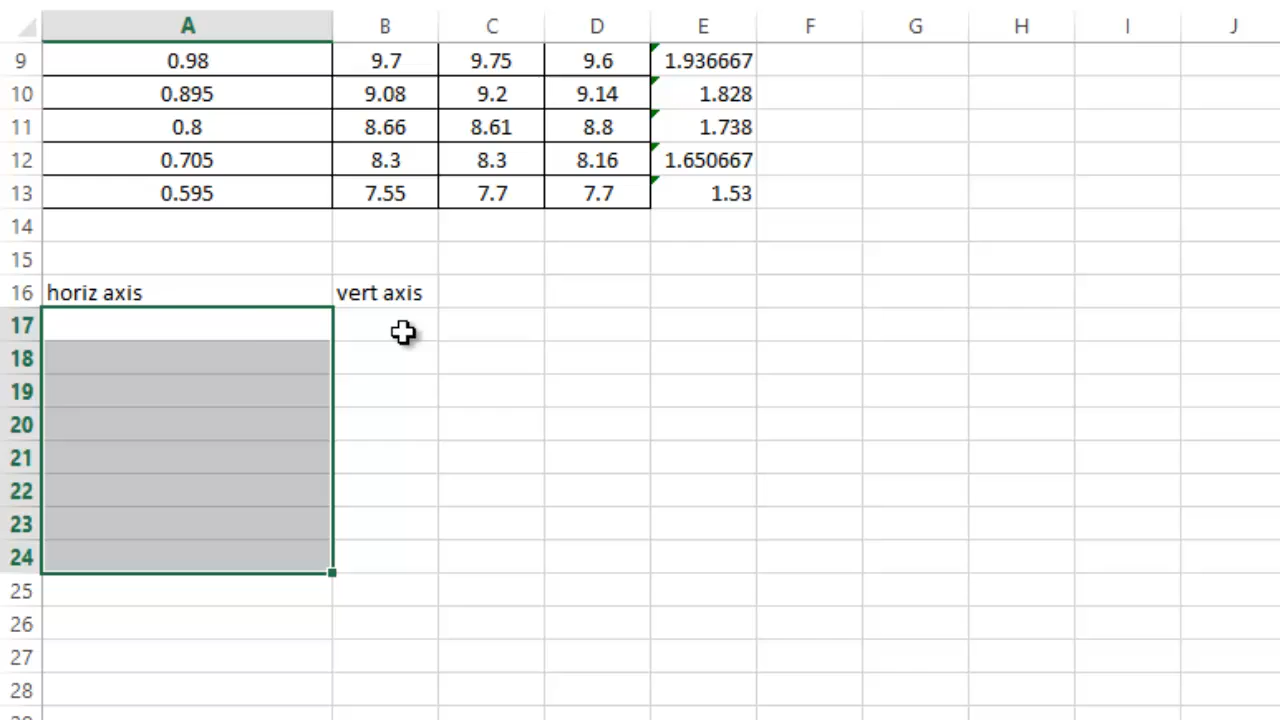 A B C D E F G H I J
9 0.98 9.7 9.75 9.6 1.936667
10 0.895 9.08 9.2 9.14 1.828
11 0.8 8.66 8.61 8.8 1.738
12 0.705 8.3 8.3 8.16 1.650667
13 0.595 7.55 7.7 7.7 1.53
14
15
16 horiz axis vert axis
17
18
19
20
21
22
23
24
25
26
27
28